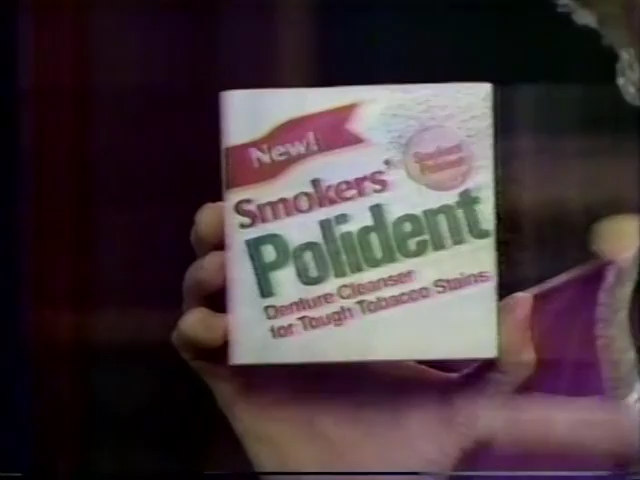 New!
Smokers'
Polident
Denture Cleanser
for Tough Tobacco Stains